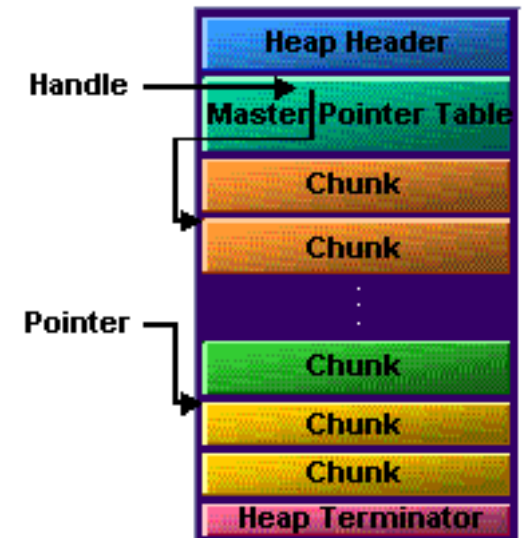 Heap Header
Handle
Master Pointer Table
Chunk
Chunk
Pointer
Chunk
Chunk
Chunk
Heap Terminator